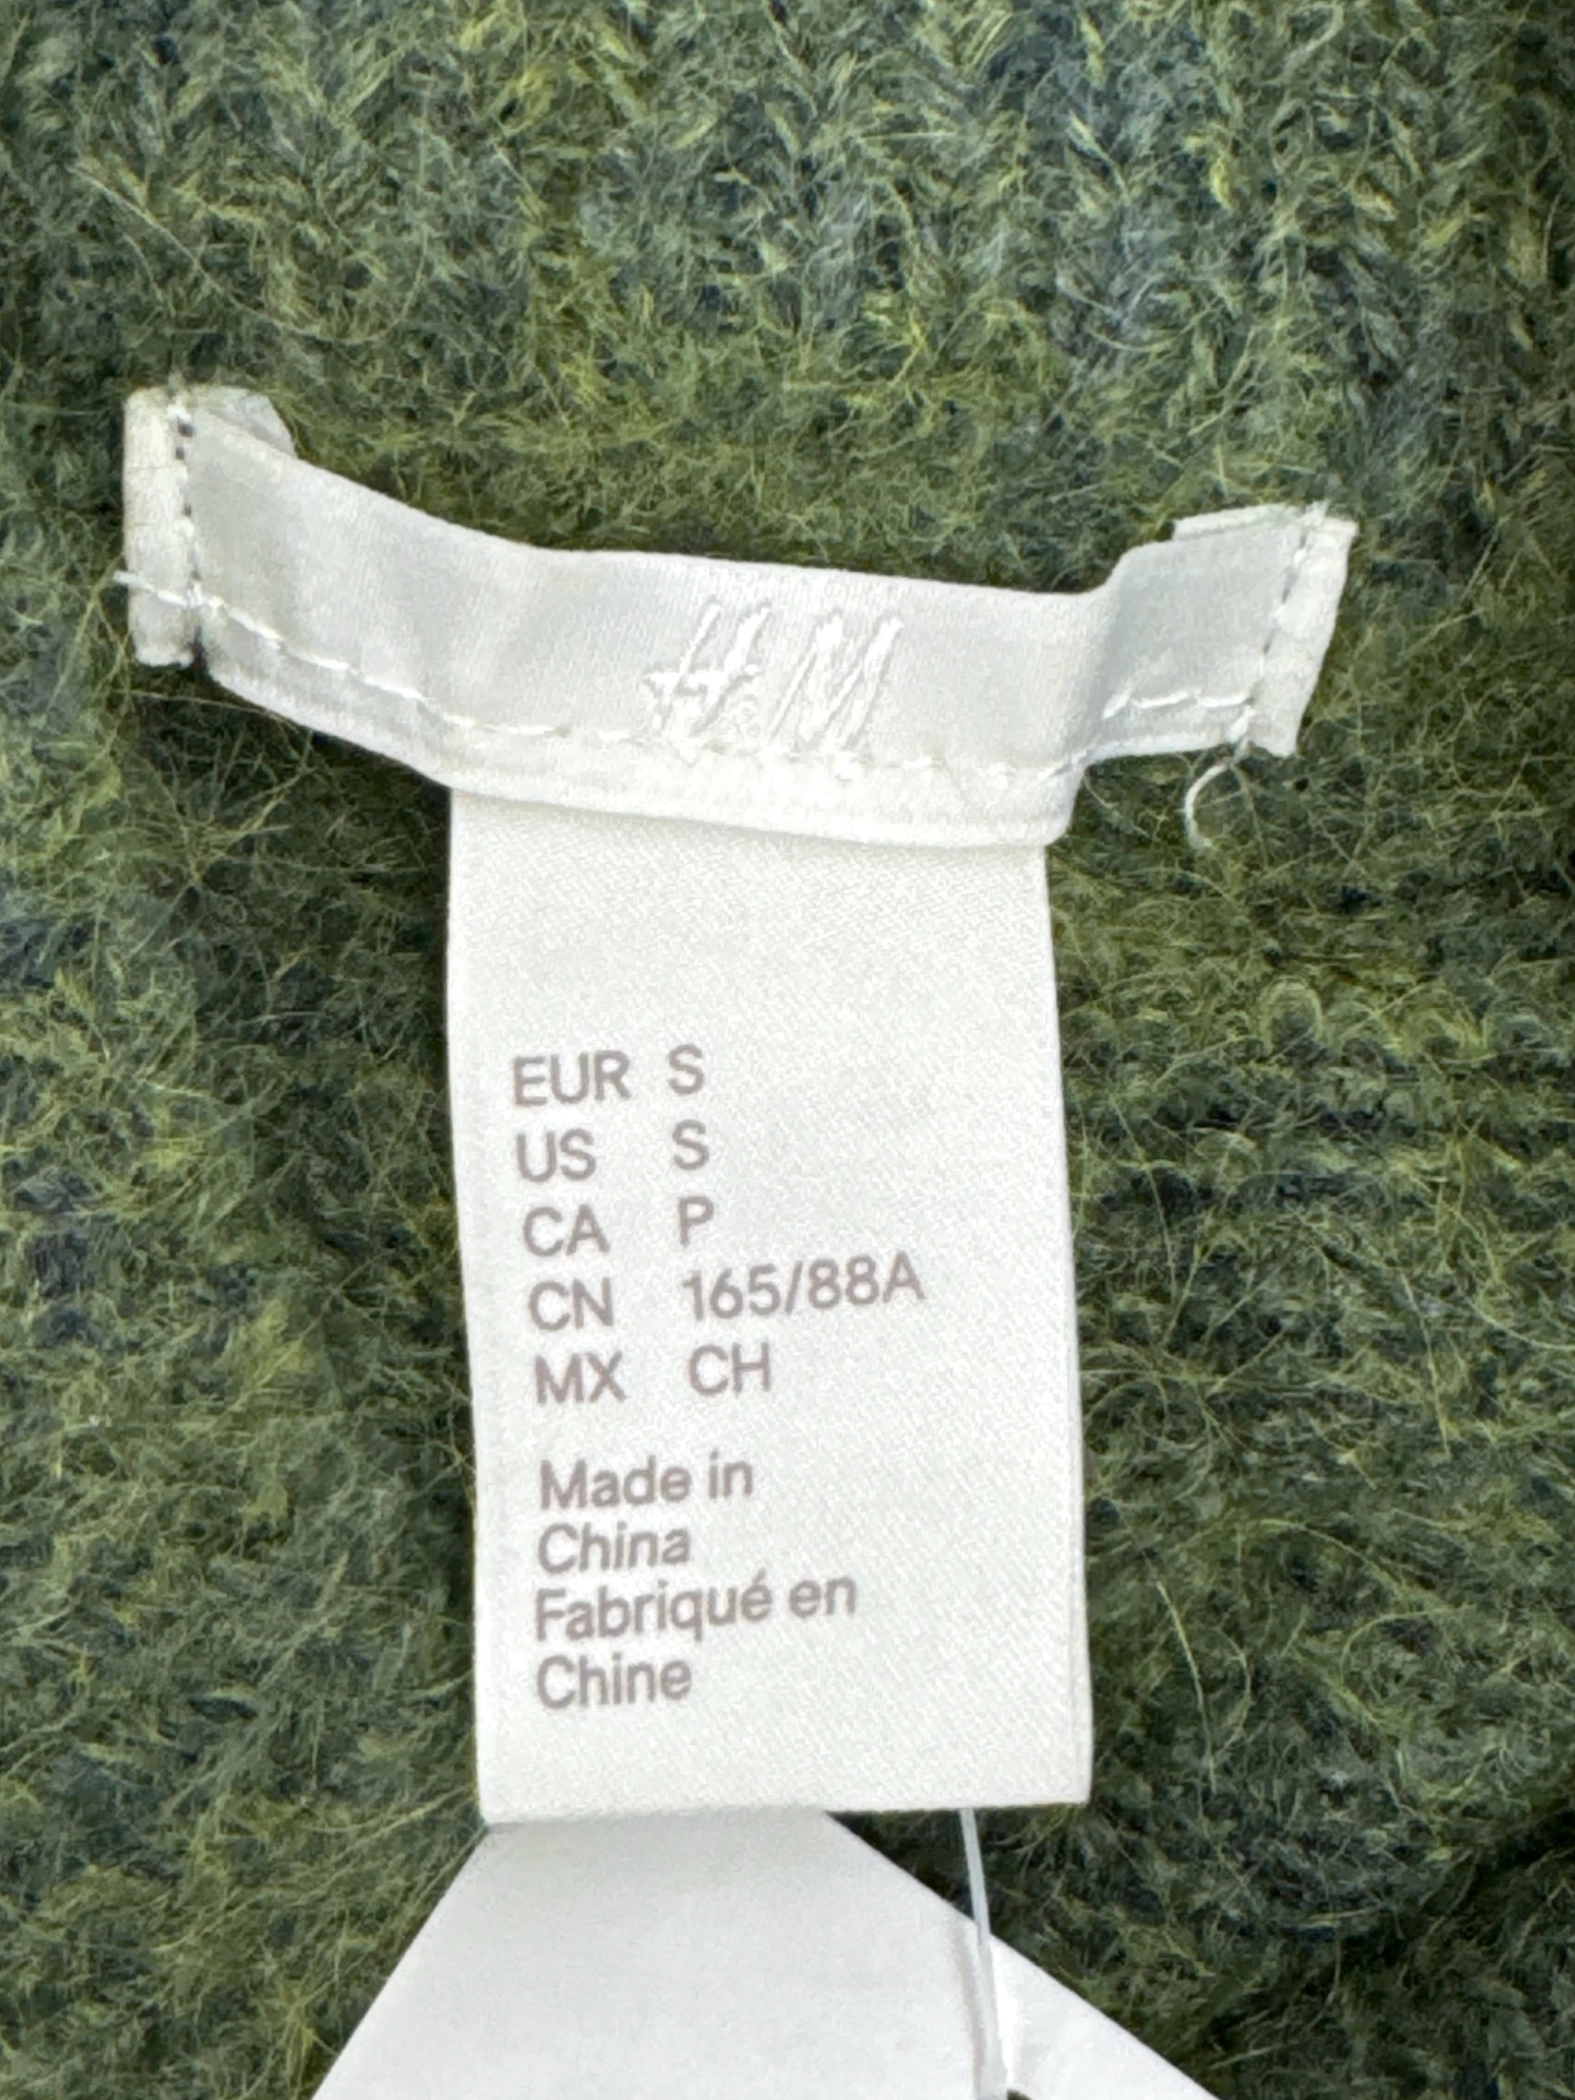 H&M
EUR S
US S
CA P
CN 165/88A
MX CH
Made in
China
Fabriqué en
Chine